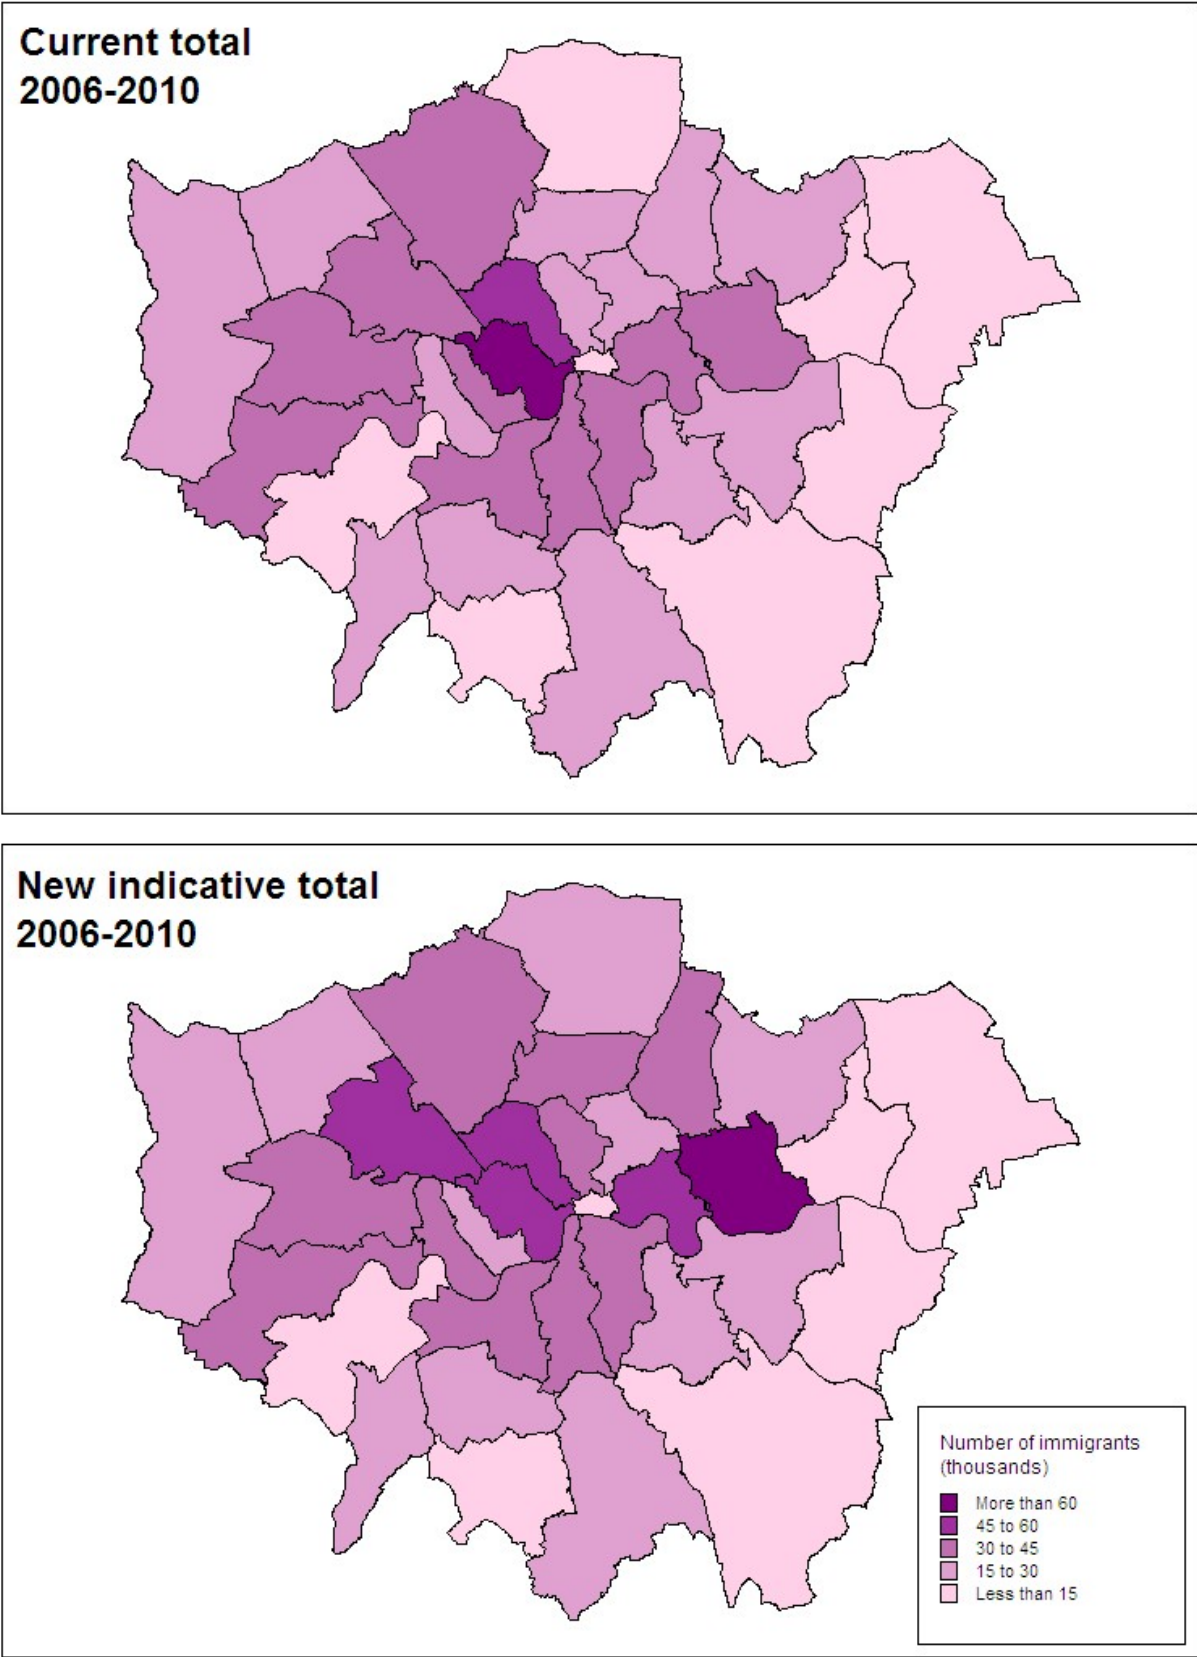 Current total
2006-2010
New indicative total
2006-2010
Number of immigrants
(thousands)
More than 60
45 to 60
30 to 45
15 to 30
Less than 15